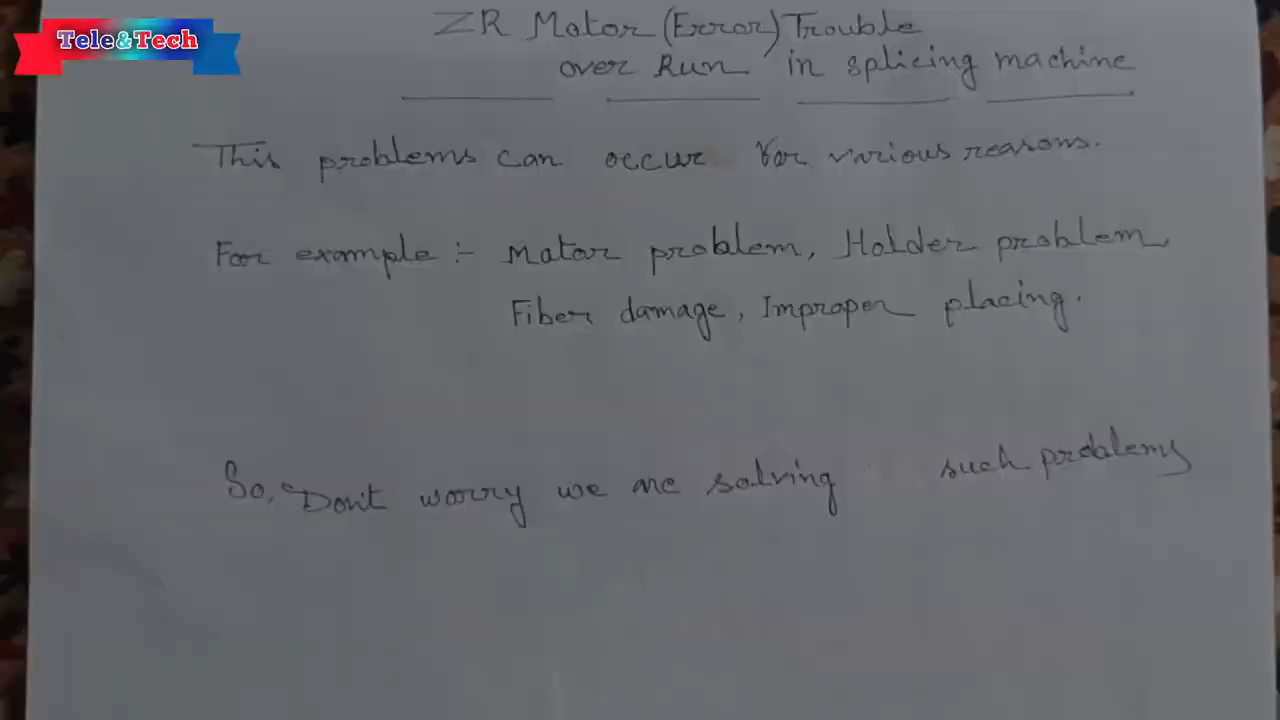 Tele&Tech
ZR Motor (Error) Trouble
over Run in splicing machine
This problems can occur for various reasons.
For example :- Motor problem, Holder problem,
Fiber damage, Improper placing.
So, Don't worry we are solving such problems